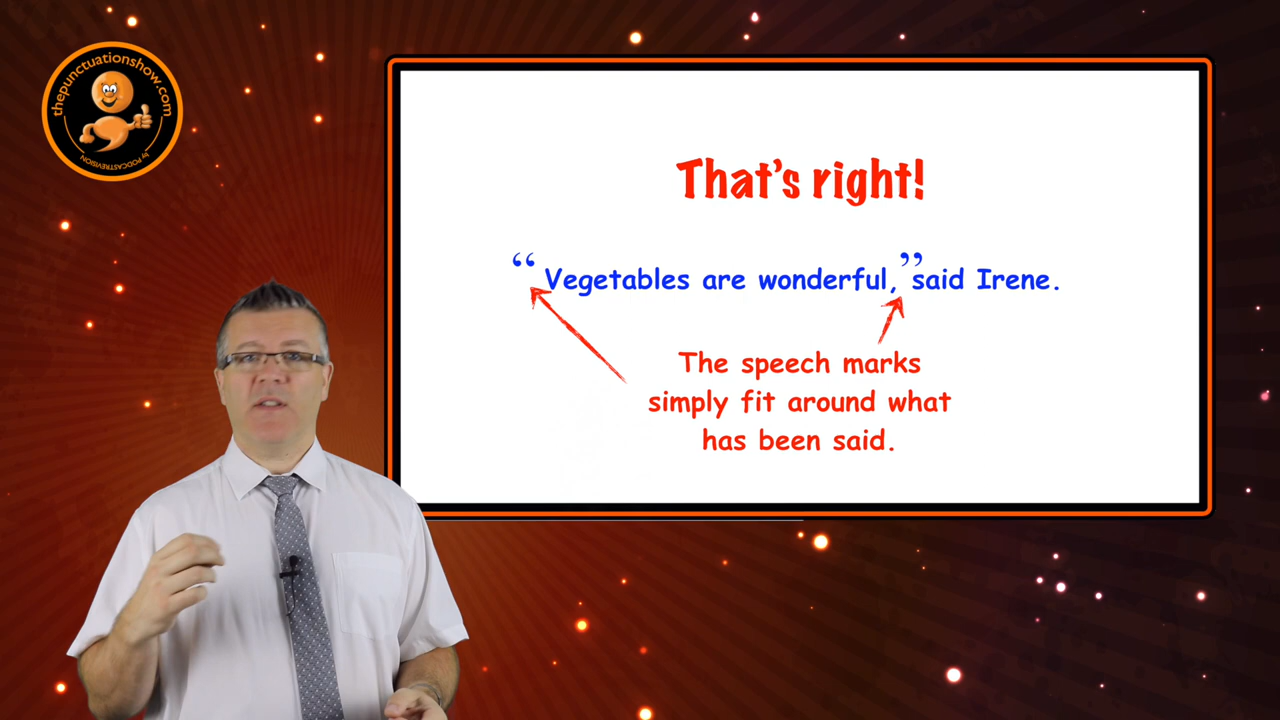 thepunctuationshow.com
by PODCASTREVISION
That's right!
“Vegetables are wonderful,” said Irene.
The speech marks
simply fit around what
has been said.